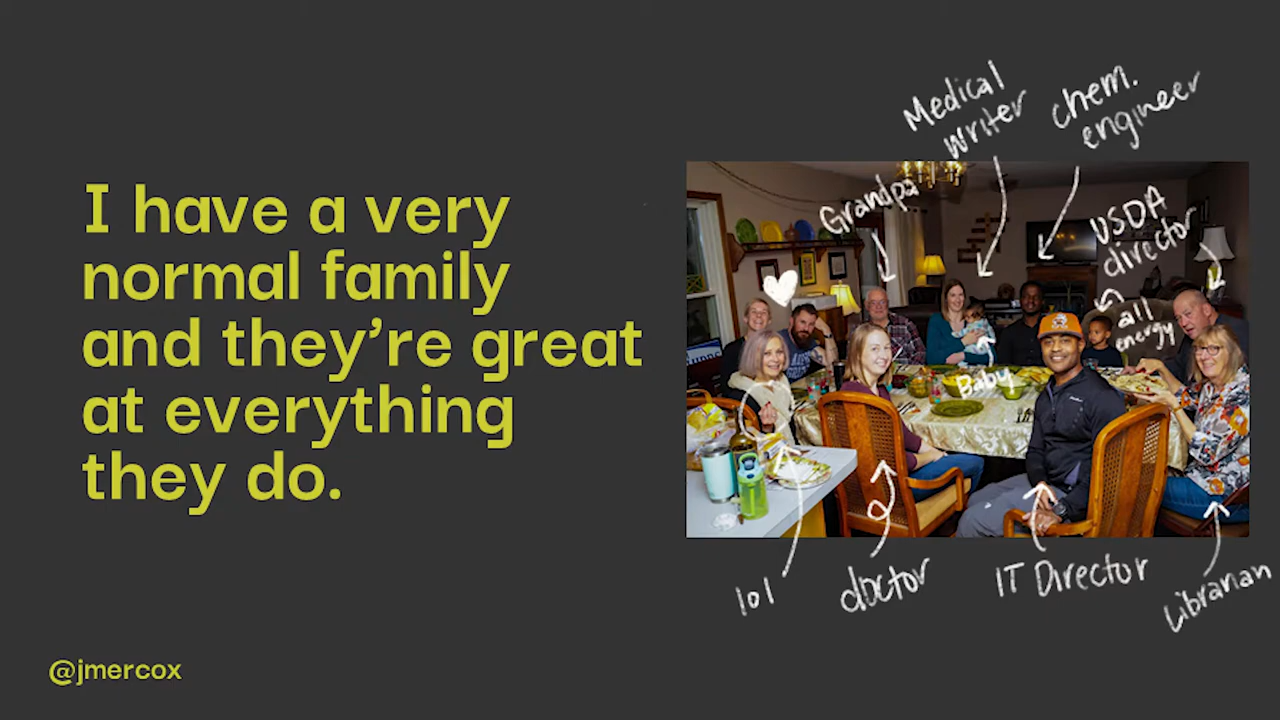 I have a very
normal family
and they're great
at everything
they do.
@jmercox
Medical
writer
chem.
engineer
Grandpa
USDA
director
all
energy
Baby
lol
doctor
IT Director
Librarian